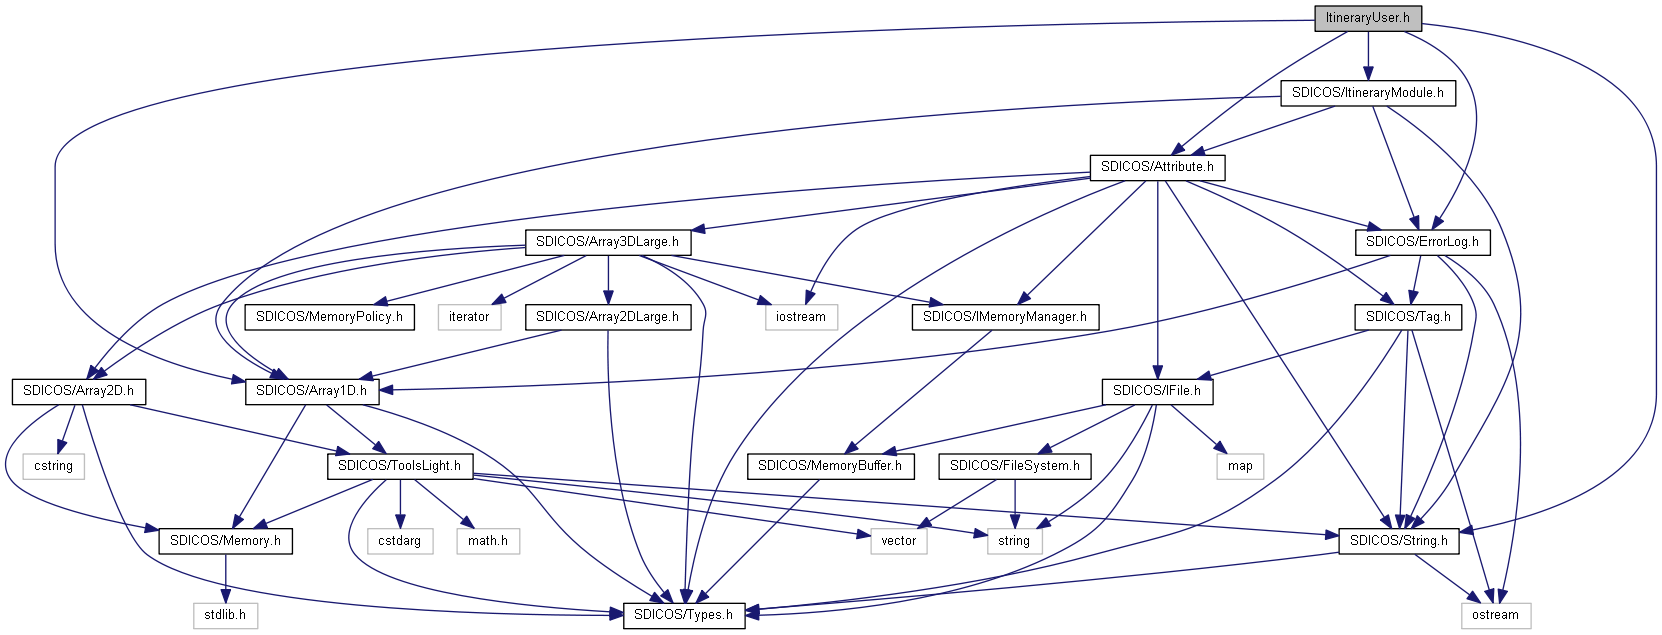 ItineraryUser.h
SDICOS/ItineraryModule.h
SDICOS/Attribute.h
SDICOS/Array3DLarge.h
SDICOS/ErrorLog.h
SDICOS/MemoryPolicy.h
iterator
SDICOS/Array2DLarge.h
iostream
SDICOS/IMemoryManager.h
SDICOS/Tag.h
SDICOS/Array2D.h
SDICOS/Array1D.h
SDICOS/IFile.h
cstring
SDICOS/ToolsLight.h
SDICOS/MemoryBuffer.h
SDICOS/FileSystem.h
map
SDICOS/Memory.h
cstdarg
math.h
vector
string
SDICOS/String.h
stdlib.h
SDICOS/Types.h
ostream